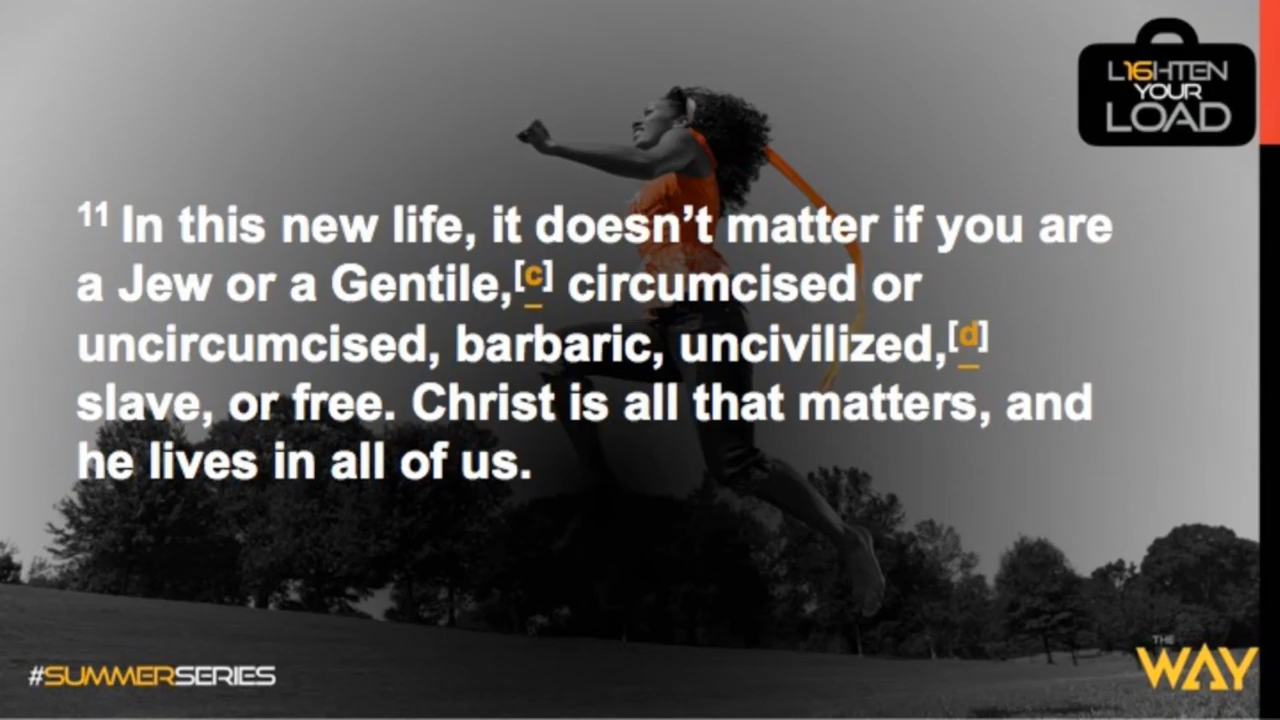 L16HTEN
YOUR
LOAD
11 In this new life, it doesn’t matter if you are
a Jew or a Gentile,[c] circumcised or
uncircumcised, barbaric, uncivilized,[d]
slave, or free. Christ is all that matters, and
he lives in all of us.
#SUMMERSERIES
THE
WAY